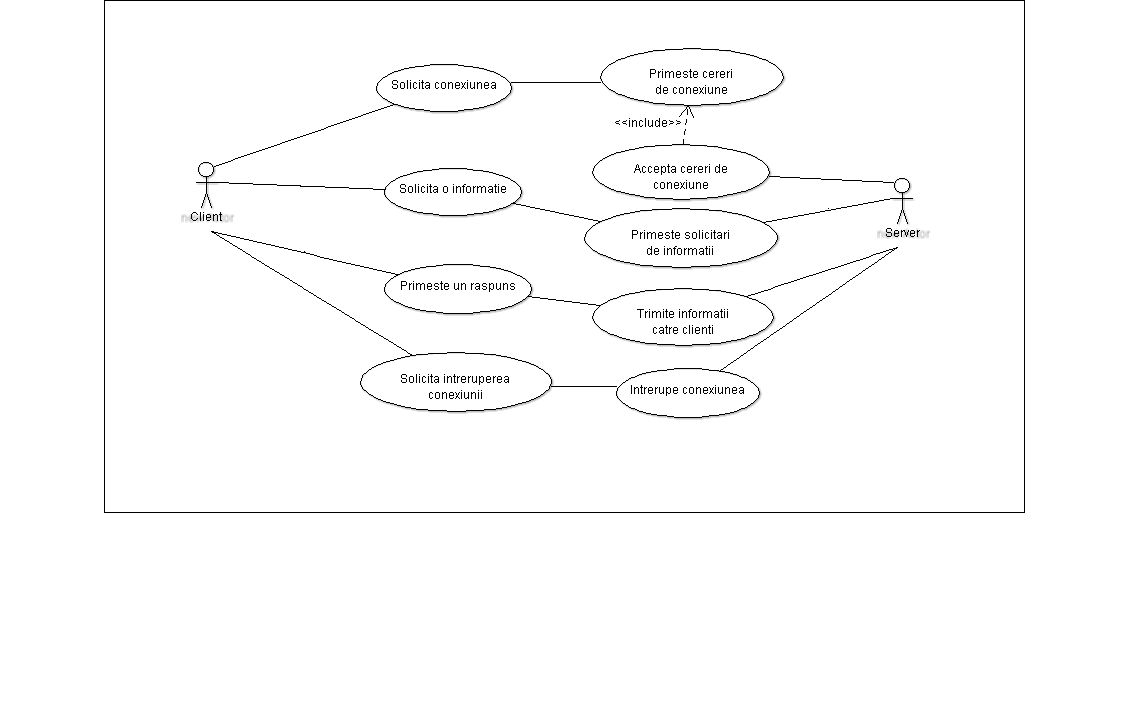 Solicita conexiunea
Primeste cereri
de conexiune
<<include>>
Accepta cereri de
conexiune
Solicita o informatie
Client
Server
Primeste solicitari
de informatii
Primeste un raspuns
Trimite informatii
catre clienti
Solicita intreruperea
conexiunii
Intrerupe conexiunea